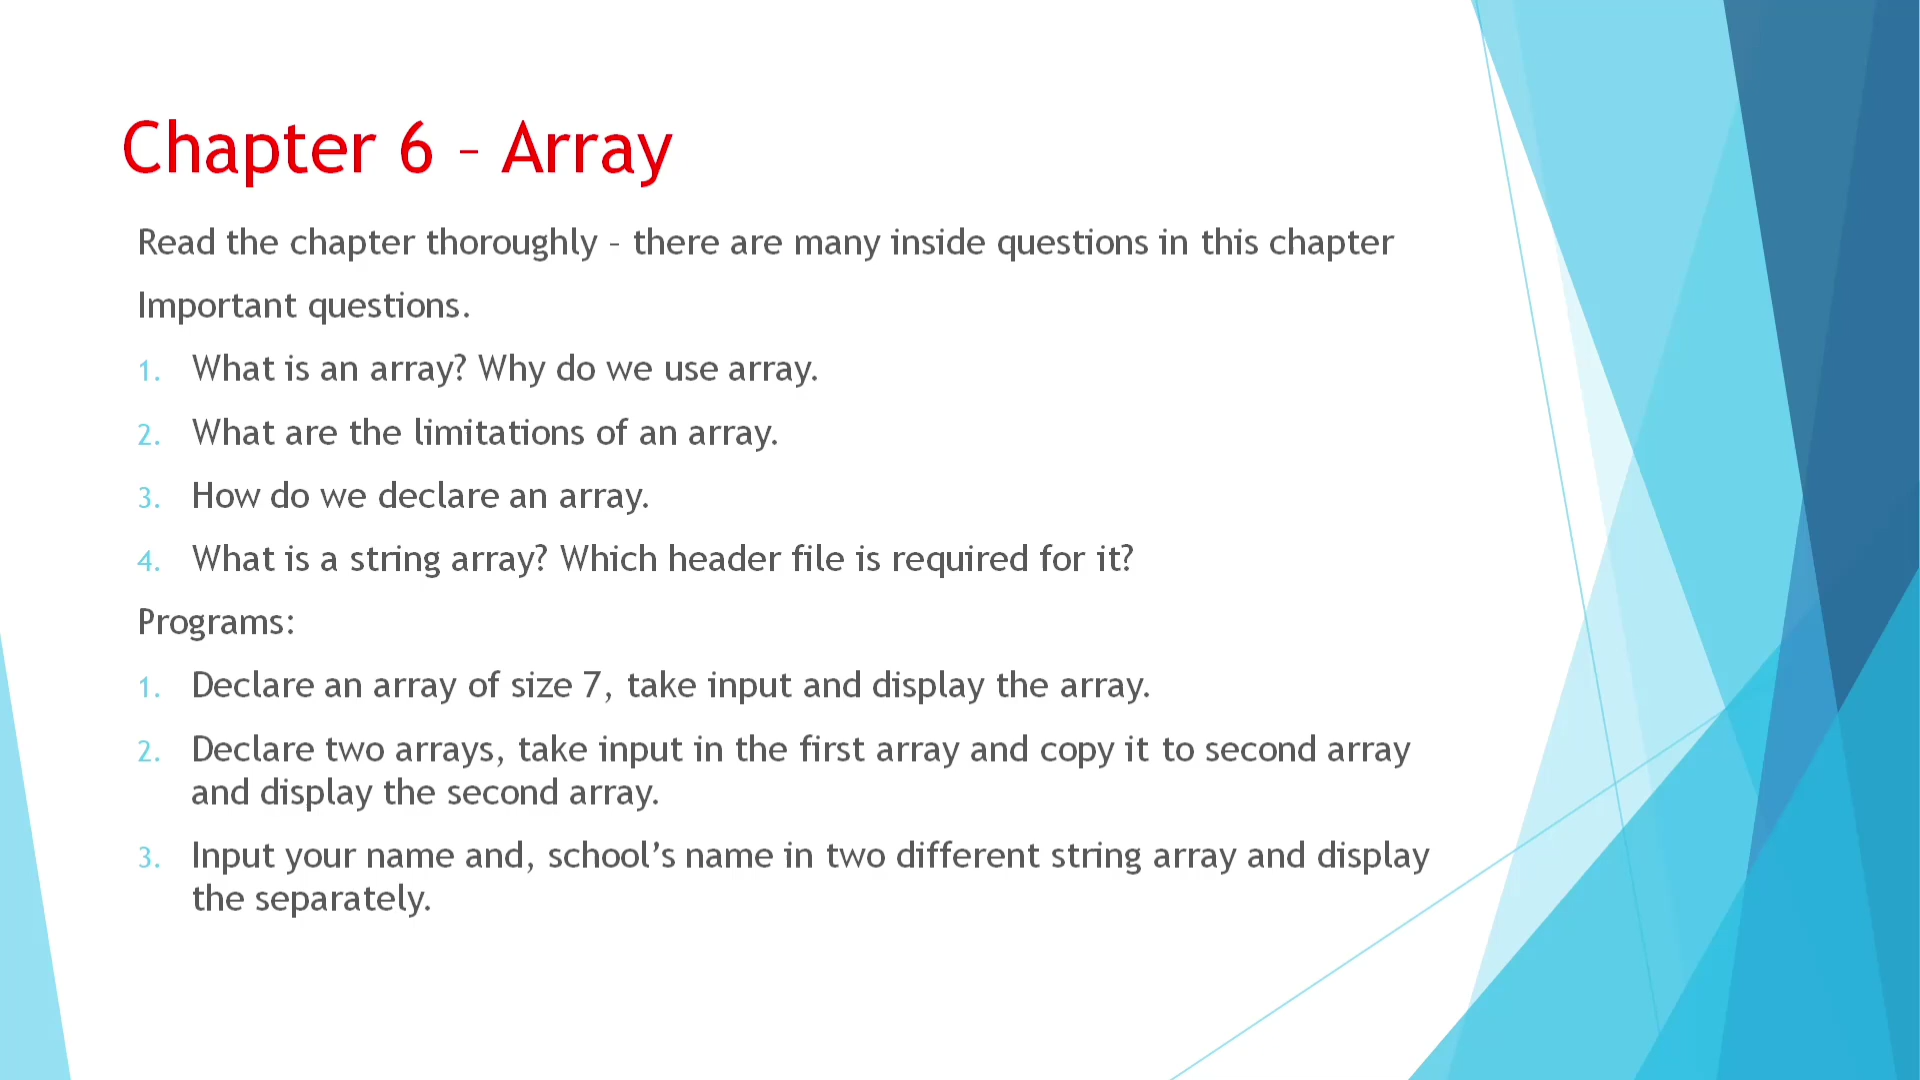 Chapter 6 – Array
Read the chapter thoroughly – there are many inside questions in this chapter
Important questions.
1. What is an array? Why do we use array.
2. What are the limitations of an array.
3. How do we declare an array.
4. What is a string array? Which header file is required for it?
Programs:
1. Declare an array of size 7, take input and display the array.
2. Declare two arrays, take input in the first array and copy it to second array
and display the second array.
3. Input your name and, school’s name in two different string array and display
the separately.